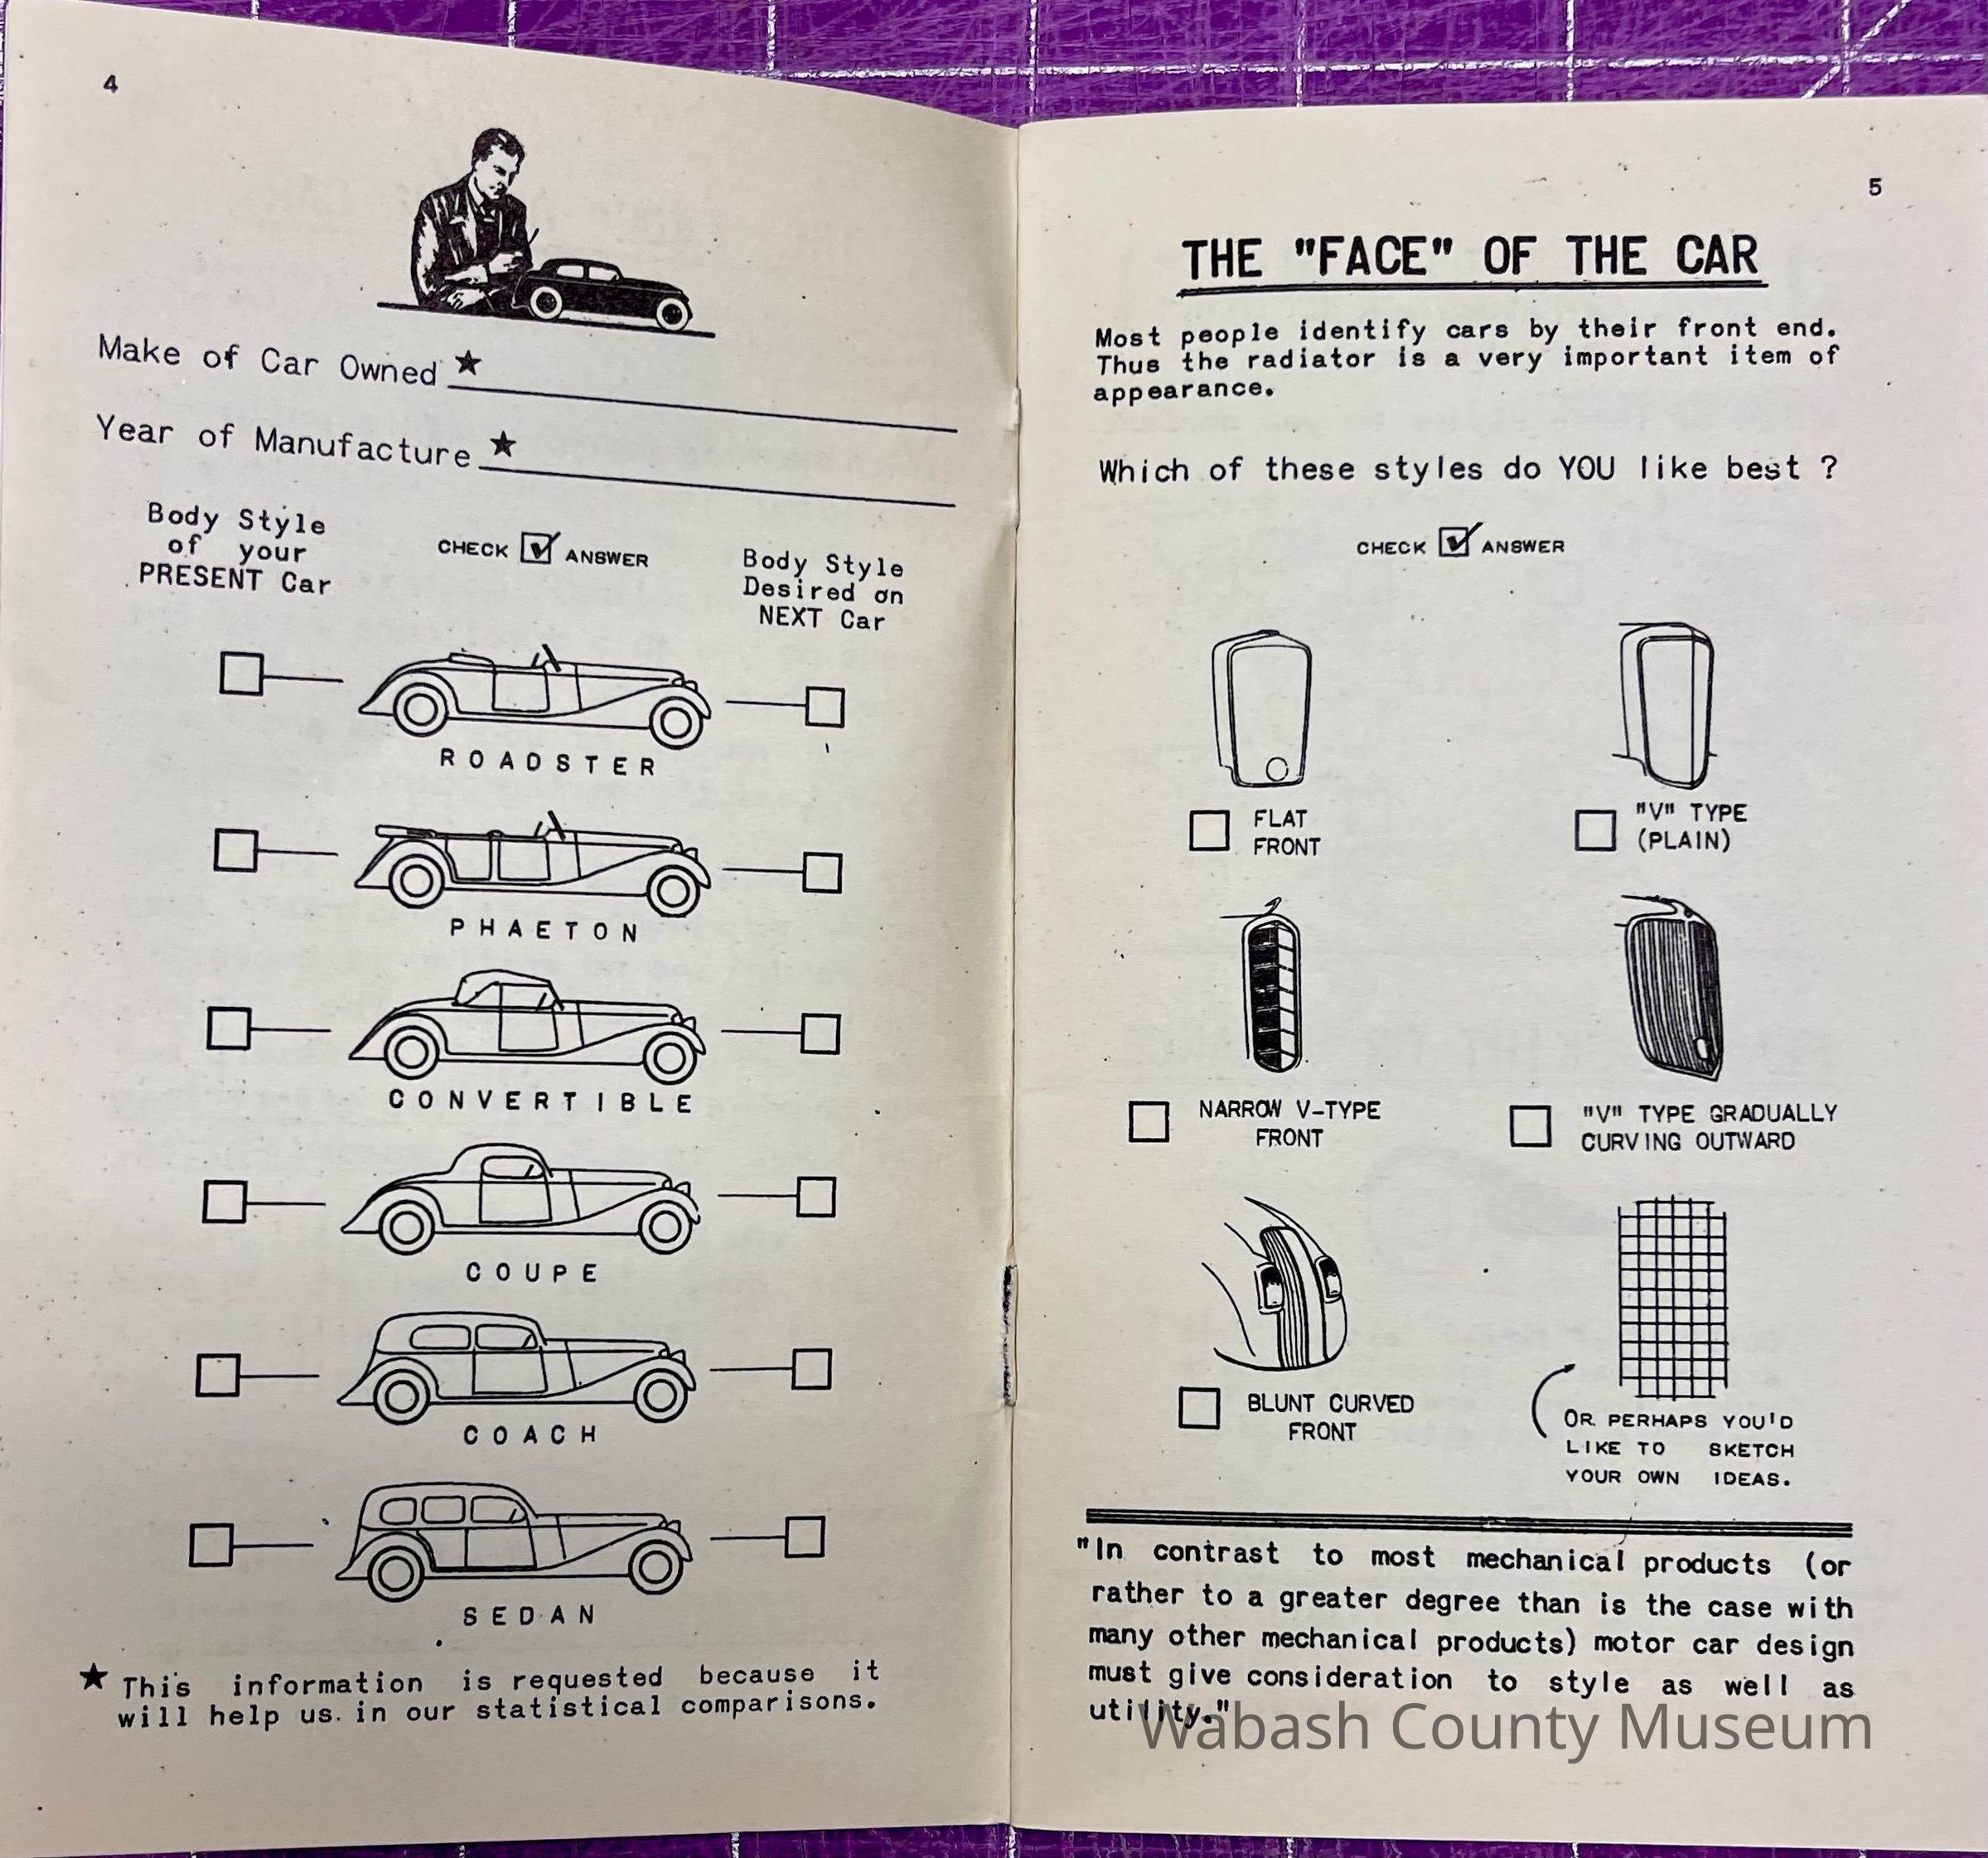 4
Make of Car Owned ★
Year of Manufacture ★
Body Style
of your
PRESENT Car
CHECK ☑ ANSWER
Body Style
Desired on
NEXT Car
ROADSTER
PHAETON
CONVERTIBLE
COUPE
COACH
SEDAN
★ This information is requested because it
will help us in our statistical comparisons.
5
THE "FACE" OF THE CAR
Most people identify cars by their front end.
Thus the radiator is a very important item of
appearance.
Which of these styles do YOU like best ?
CHECK ☑ ANSWER
FLAT
FRONT
"V" TYPE
(PLAIN)
NARROW V-TYPE
FRONT
"V" TYPE GRADUALLY
CURVING OUTWARD
BLUNT CURVED
FRONT
OR PERHAPS YOU'D
LIKE TO SKETCH
YOUR OWN IDEAS.
"In contrast to most mechanical products (or
rather to a greater degree than is the case with
many other mechanical products) motor car design
must give consideration to style as well as
utility."
Wabash County Museum